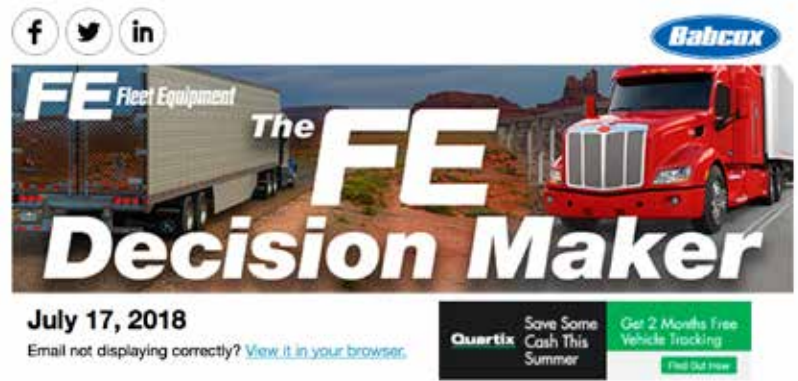 f
in
Babcox
FE Fleet Equipment
The FE
Decision Maker
July 17, 2018
Email not displaying correctly? View it in your browser.
Quartix
Save Some
Cash This
Summer
Get 2 Months Free
Vehicle Tracking
Find Out How